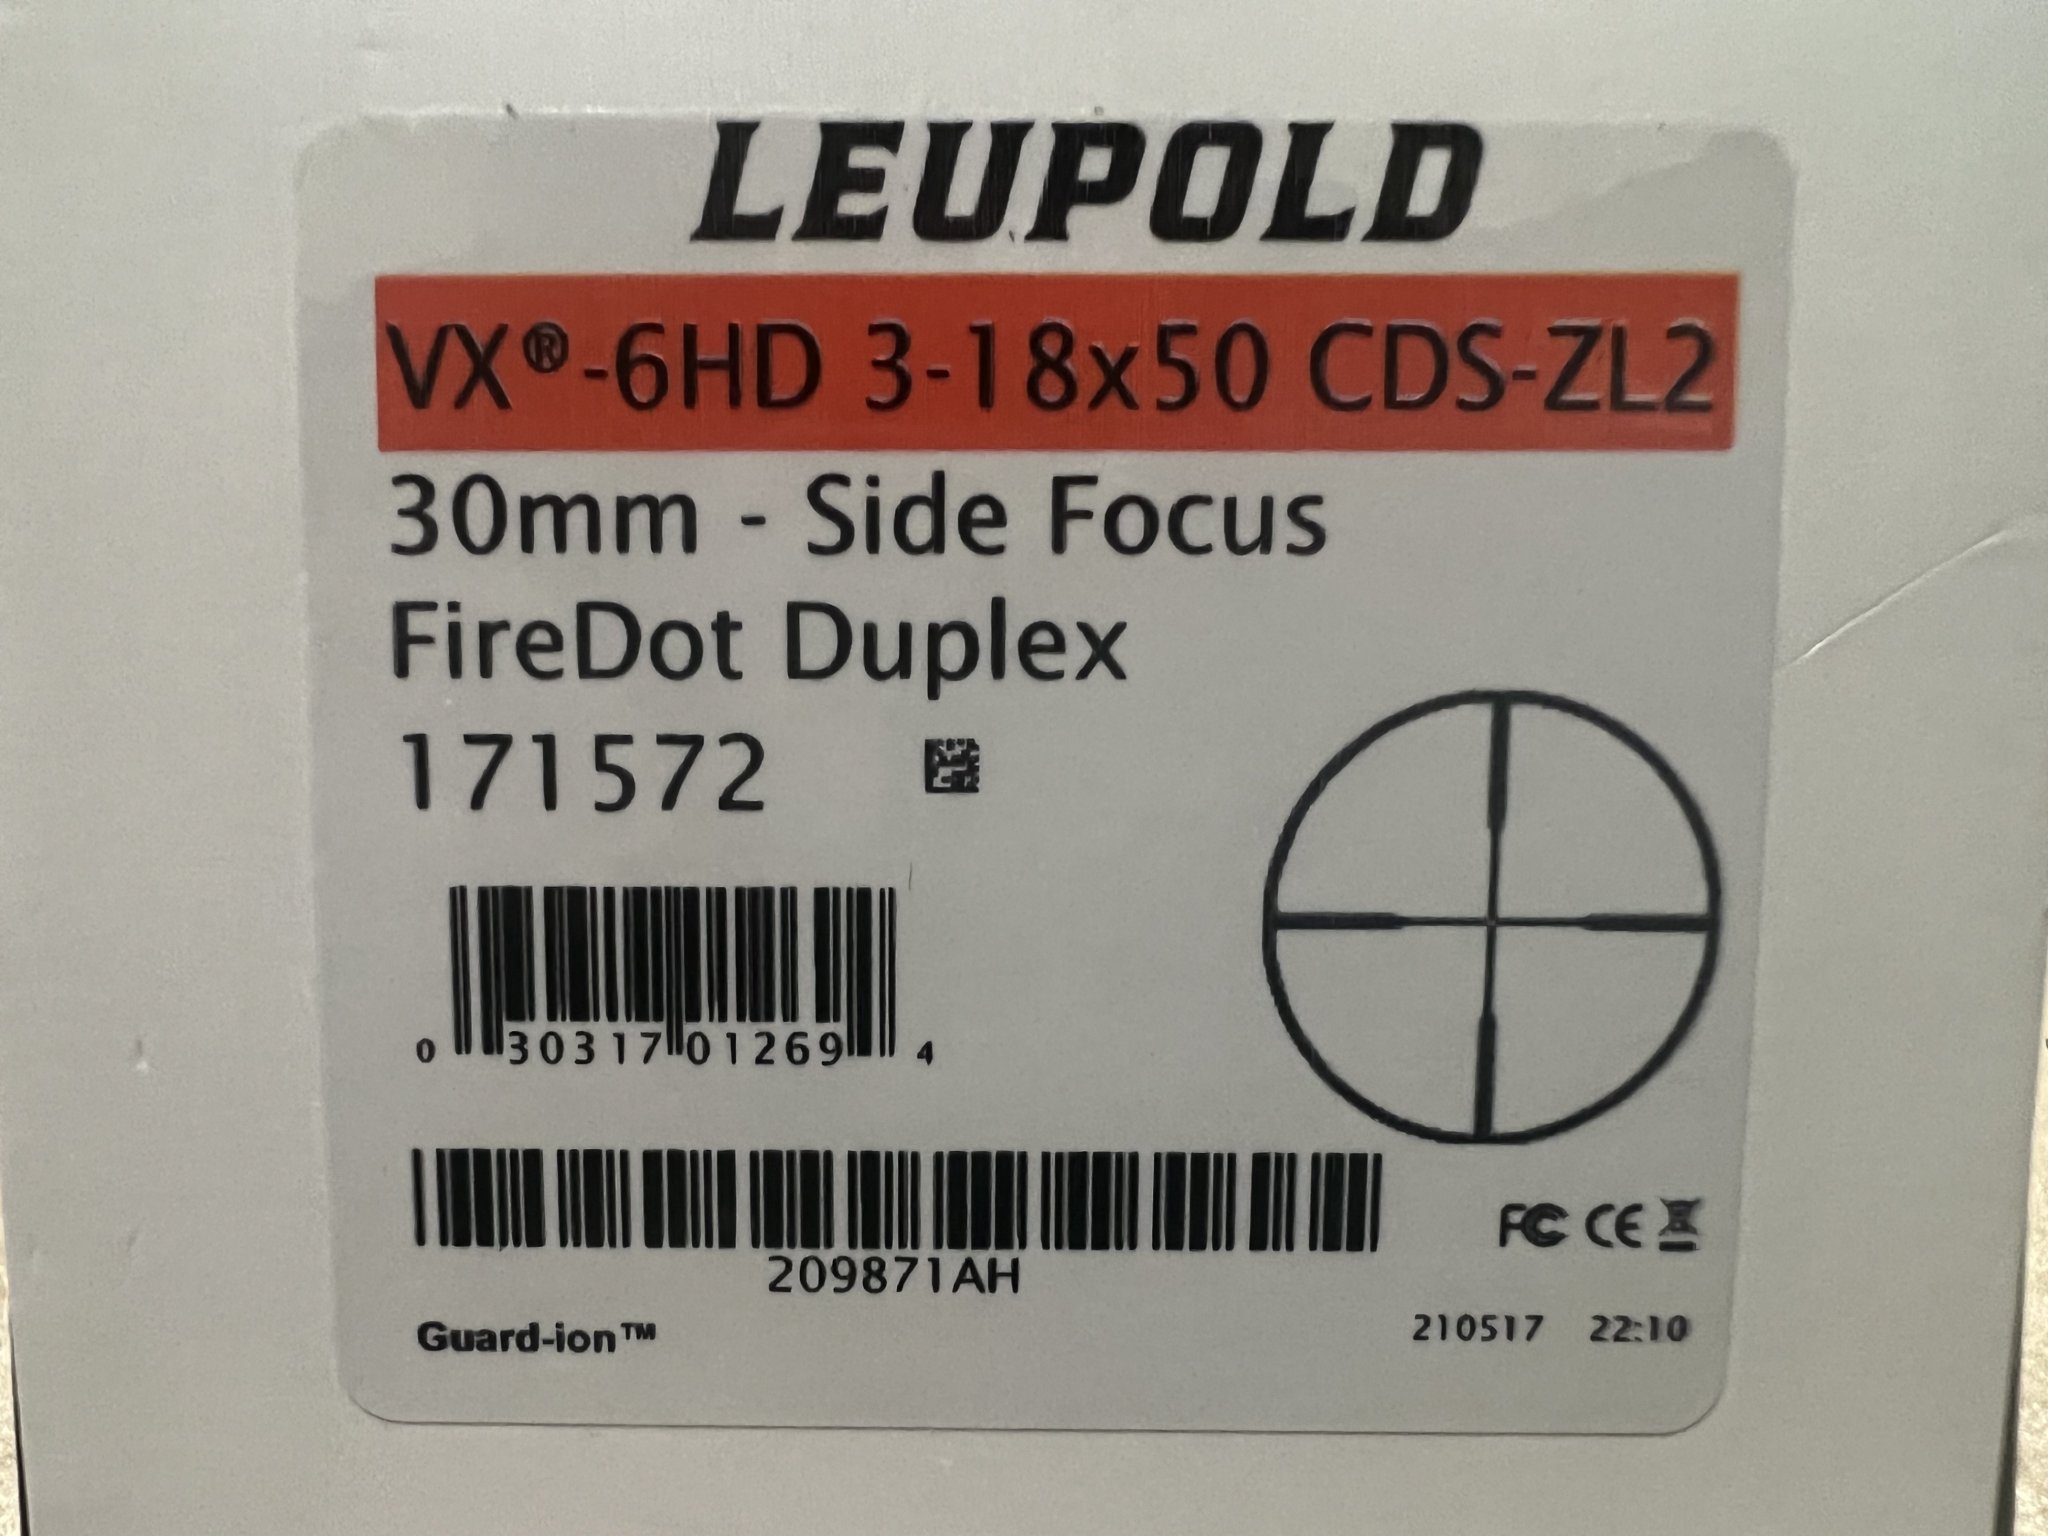 LEUPOLD
VX®-6HD 3-18x50 CDS-ZL2
30mm - Side Focus
FireDot Duplex
171572
0 30317 01269 4
209871AH
FC CE
Guard-ion™
210517 22:10